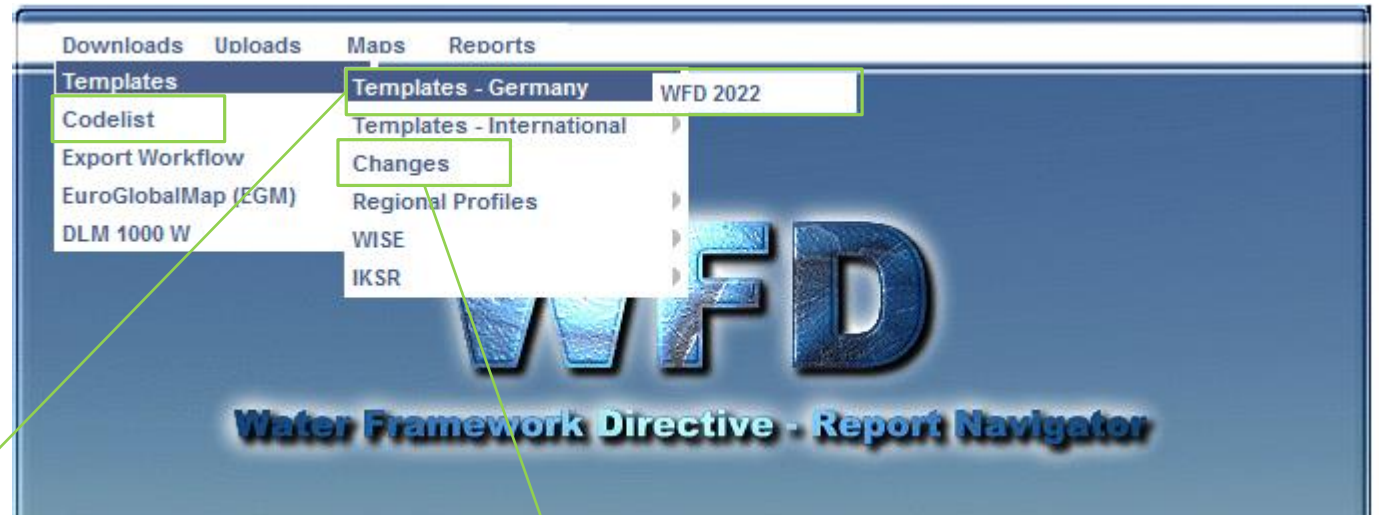 Downloads Uploads Maps Reports
Templates
Codelist
Export Workflow
EuroGlobalMap (EGM)
DLM 1000 W
Templates - Germany
Templates - International
Changes
Regional Profiles
WISE
IKSR
WFD 2022
WFD
Water Framework Directive - Report Navigator